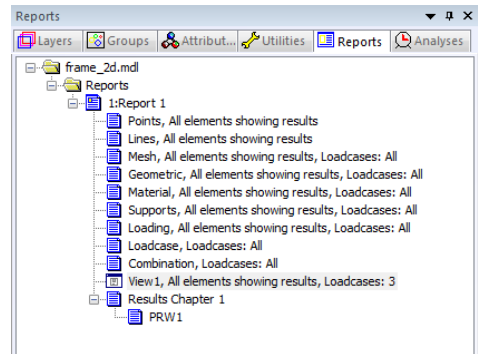 Reports
Layers Groups Attribut... Utilities Reports Analyses
frame_2d.mdl
Reports
1:Report 1
Points, All elements showing results
Lines, All elements showing results
Mesh, All elements showing results, Loadcases: All
Geometric, All elements showing results, Loadcases: All
Material, All elements showing results, Loadcases: All
Supports, All elements showing results, Loadcases: All
Loading, All elements showing results, Loadcases: All
Loadcase, Loadcases: All
Combination, Loadcases: All
View1, All elements showing results, Loadcases: 3
Results Chapter 1
PRW1